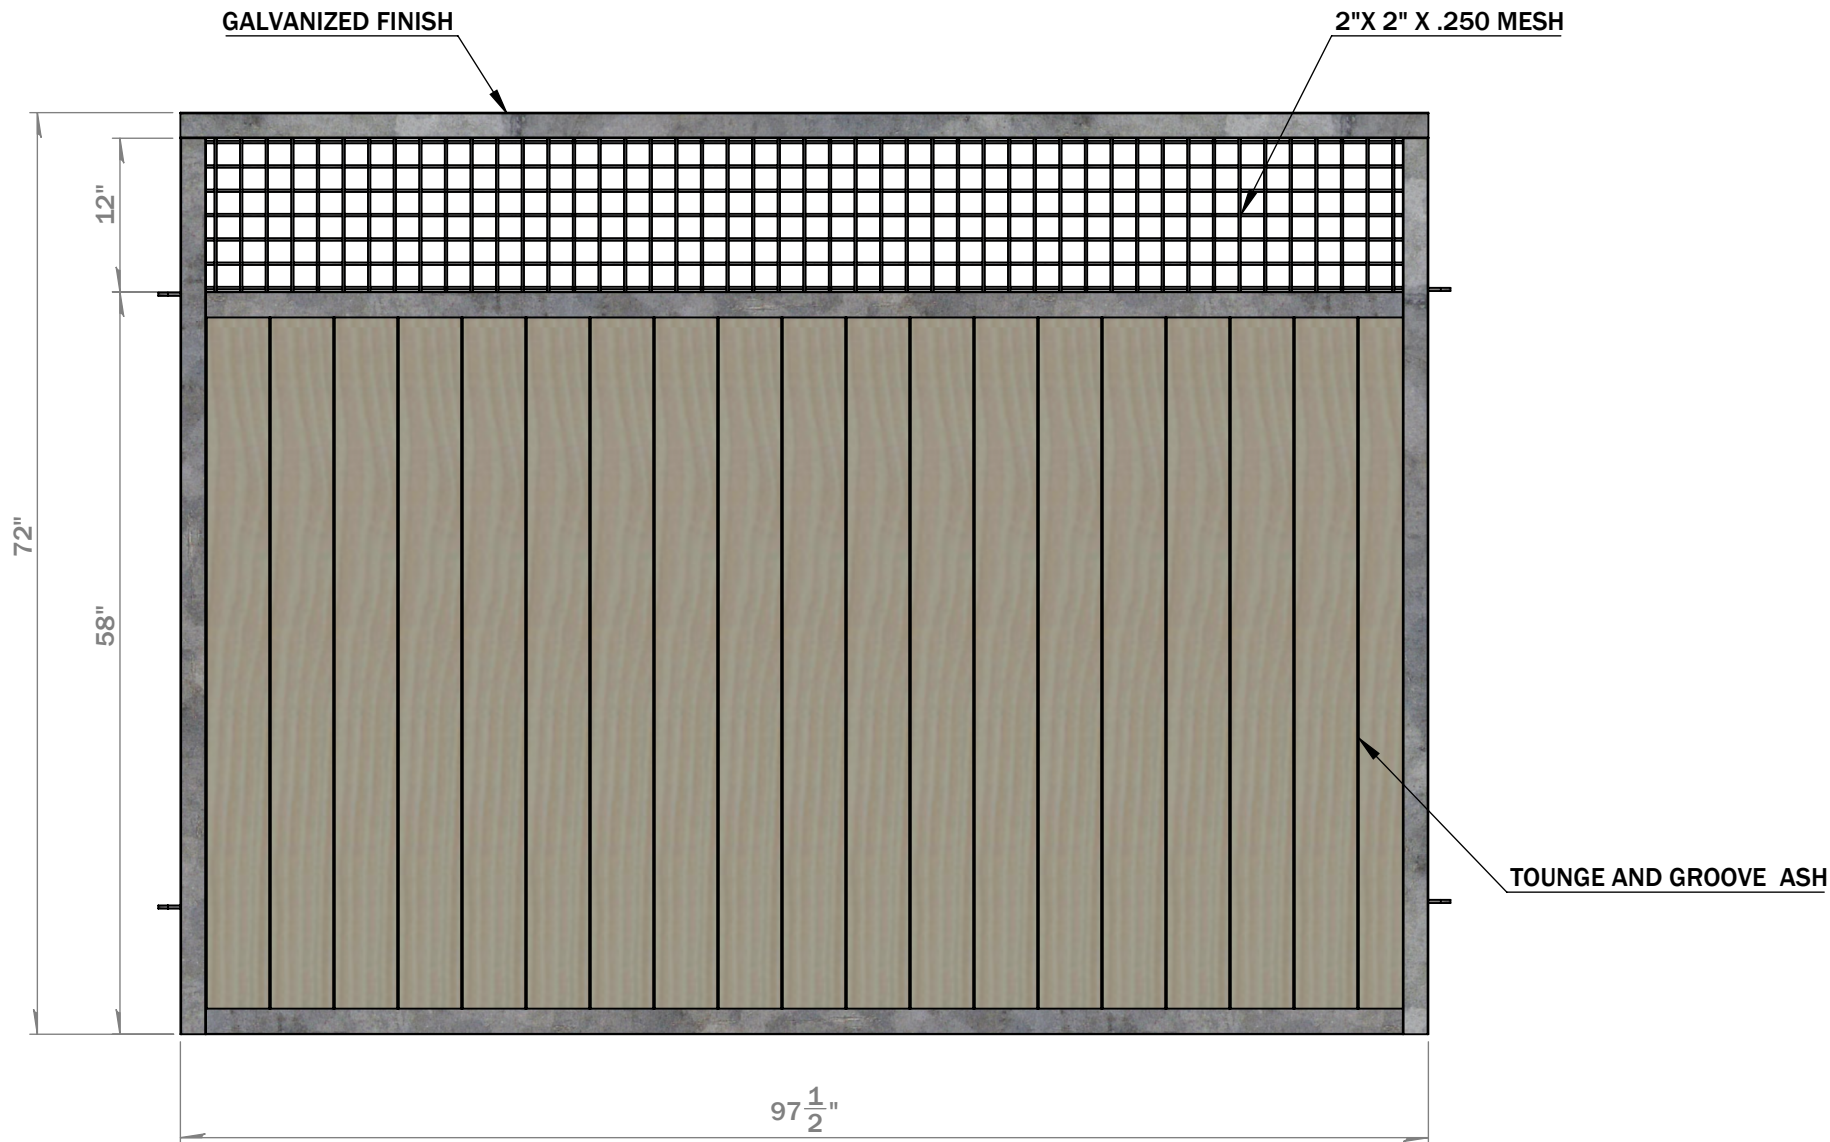 GALVANIZED FINISH
2"X 2" X .250 MESH
12"
72"
58"
TOUNGE AND GROOVE  ASH
97 1/2"